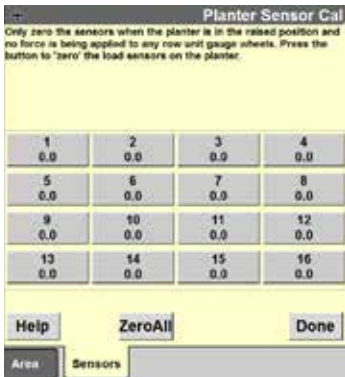 Planter Sensor Cal
Only zero the sensors when the planter is in the raised position and
no force is being applied to any row unit gauge wheels. Press the
button to 'zero' the load sensors on the planter.
1 2 3 4
0.0 0.0 0.0 0.0
5 6 7 8
0.0 0.0 0.0 0.0
9 10 11 12
0.0 0.0 0.0 0.0
13 14 15 16
0.0 0.0 0.0 0.0
Help ZeroAll Done
Area Sensors